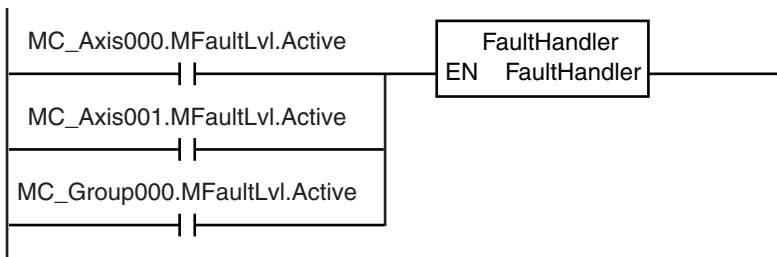 MC_Axis000.MFaultLvl.Active
FaultHandler
EN FaultHandler
MC_Axis001.MFaultLvl.Active
MC_Group000.MFaultLvl.Active